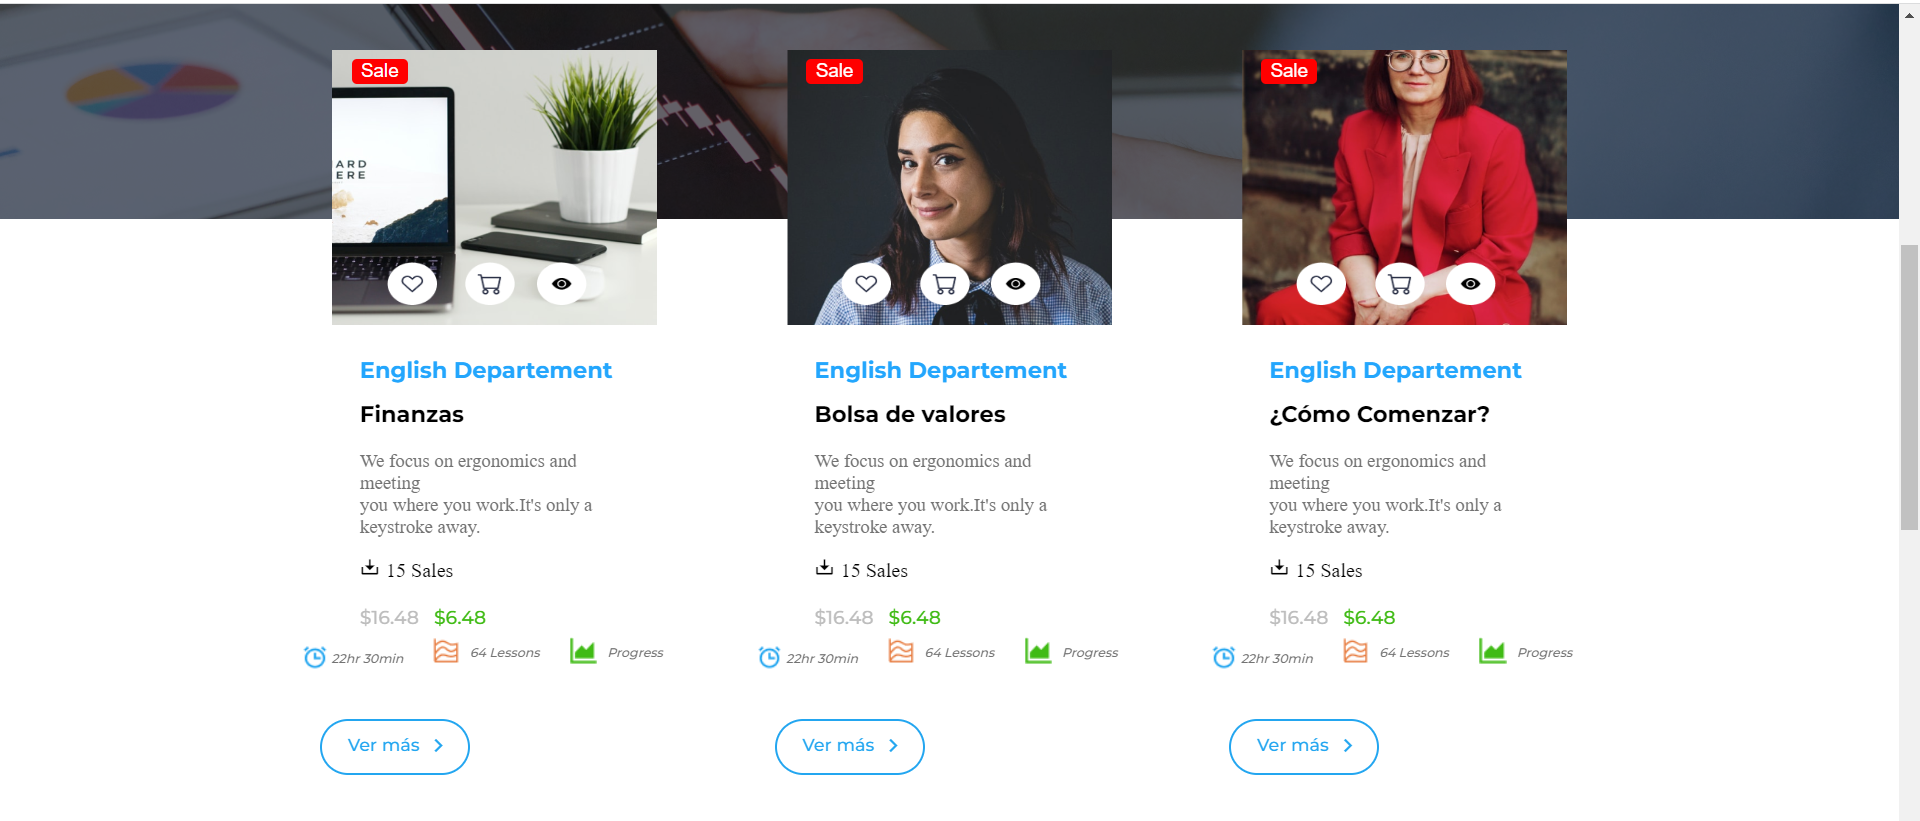 Sale
ARD
ERE
English Departement
Finanzas
We focus on ergonomics and
meeting
you where you work.It's only a
keystroke away.
15 Sales
$16.48 $6.48
22hr 30min 64 Lessons Progress
Ver más
Sale
English Departement
Bolsa de valores
We focus on ergonomics and
meeting
you where you work.It's only a
keystroke away.
15 Sales
$16.48 $6.48
22hr 30min 64 Lessons Progress
Ver más
Sale
English Departement
¿Cómo Comenzar?
We focus on ergonomics and
meeting
you where you work.It's only a
keystroke away.
15 Sales
$16.48 $6.48
22hr 30min 64 Lessons Progress
Ver más